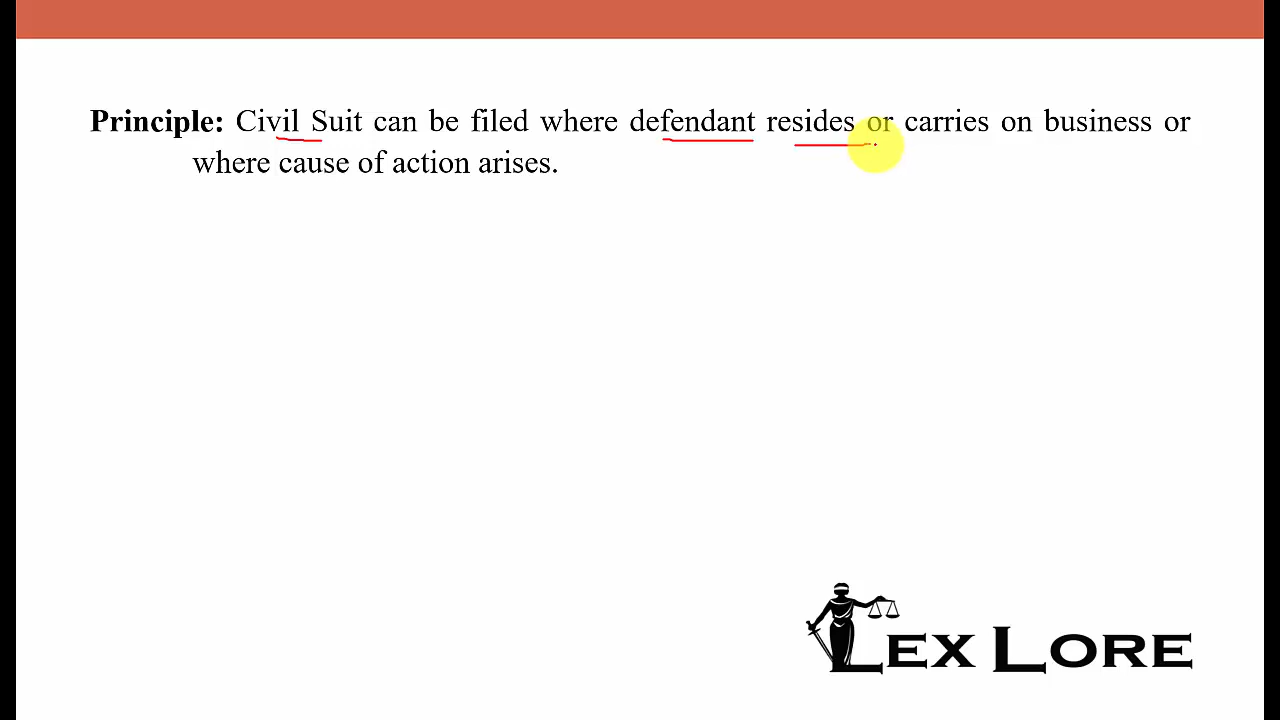 Principle: Civil Suit can be filed where defendant resides or carries on business or
where cause of action arises.
LEX LORE